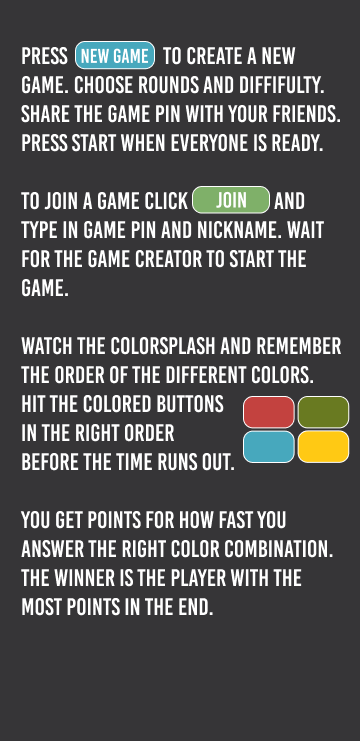 PRESS NEW GAME TO CREATE A NEW
GAME. CHOOSE ROUNDS AND DIFFIFULTY.
SHARE THE GAME PIN WITH YOUR FRIENDS.
PRESS START WHEN EVERYONE IS READY.
TO JOIN A GAME CLICK JOIN AND
TYPE IN GAME PIN AND NICKNAME. WAIT
FOR THE GAME CREATOR TO START THE
GAME.
WATCH THE COLORSPLASH AND REMEMBER
THE ORDER OF THE DIFFERENT COLORS.
HIT THE COLORED BUTTONS
IN THE RIGHT ORDER
BEFORE THE TIME RUNS OUT.
YOU GET POINTS FOR HOW FAST YOU
ANSWER THE RIGHT COLOR COMBINATION.
THE WINNER IS THE PLAYER WITH THE
MOST POINTS IN THE END.